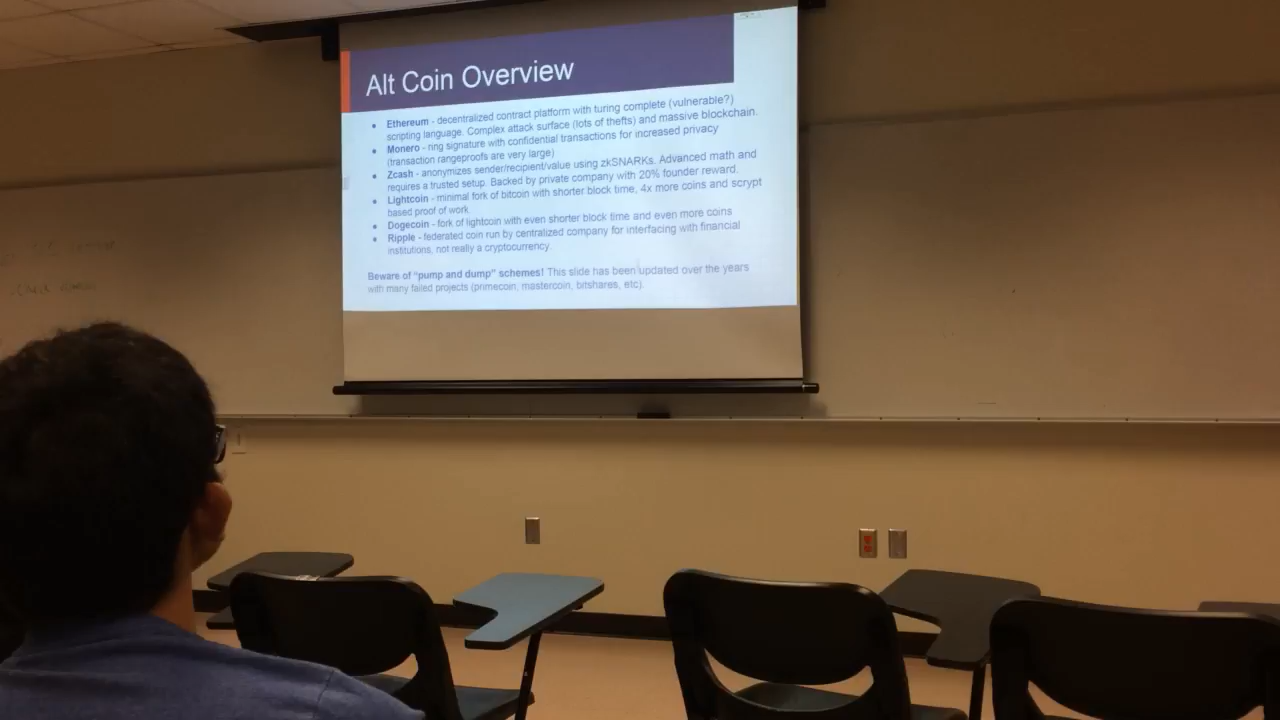 Alt Coin Overview
• Ethereum - decentralized contract platform with turing complete (vulnerable?)
scripting language. Complex attack surface (lots of thefts) and massive blockchain.
• Monero - ring signature with confidential transactions for increased privacy
(transaction rangeproofs are very large)
• Zcash - anonymizes sender/recipient/value using zkSNARKs. Advanced math and
requires a trusted setup. Backed by private company with 20% founder reward.
• Lightcoin - minimal fork of bitcoin with shorter block time, 4x more coins and scrypt
based proof of work
• Dogecoin - fork of lightcoin with even shorter block time and even more coins
• Ripple - federated coin run by centralized company for interfacing with financial
institutions, not really a cryptocurrency.
Beware of "pump and dump" schemes! This slide has been updated over the years
with many failed projects (primecoin, mastercoin, bitshares, etc).